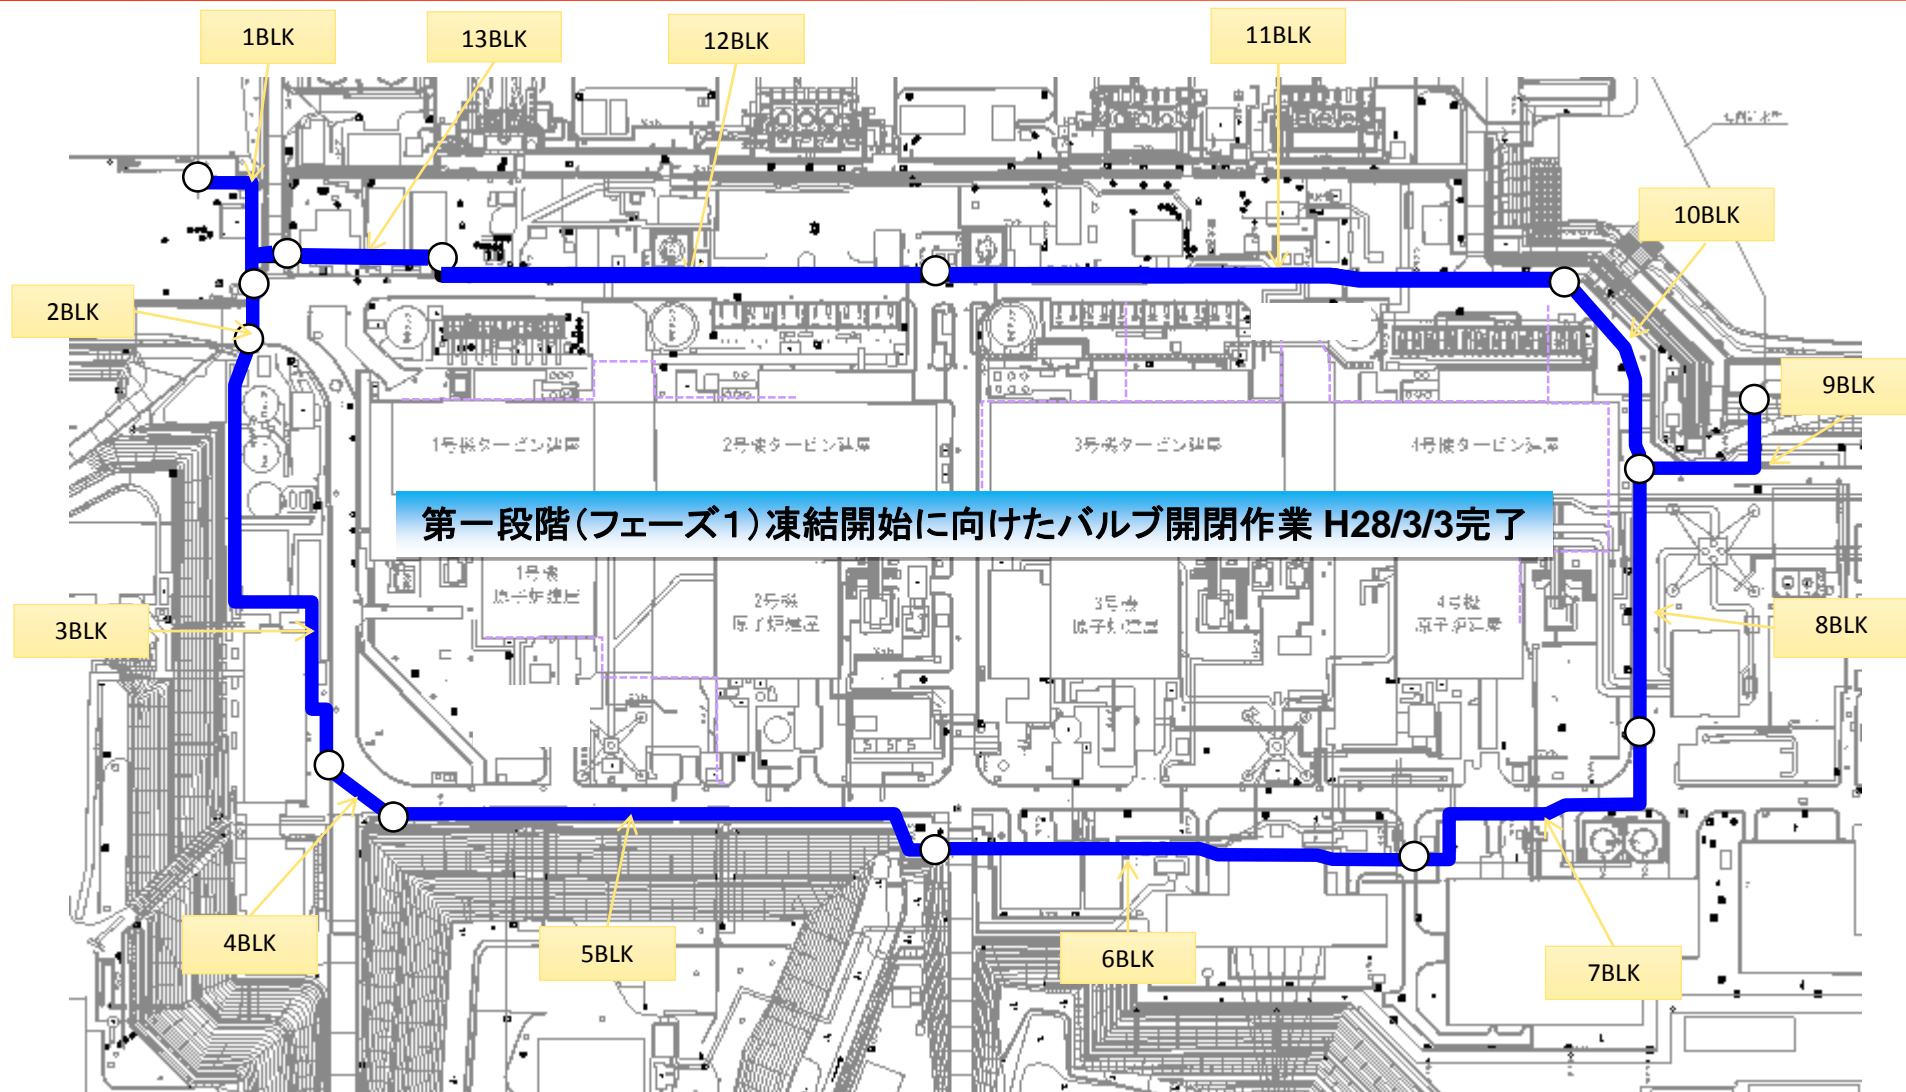 1BLK
13BLK
12BLK
11BLK
10BLK
2BLK
9BLK
1号機タービン建屋
2号機タービン建屋
3号機タービン建屋
4号機タービン建屋
第一段階（フェーズ１）凍結開始に向けたバルブ開閉作業 H28/3/3完了
1号機
原子炉建屋
2号機
原子炉建屋
3号機
原子炉建屋
4号機
原子炉建屋
3BLK
8BLK
4BLK
5BLK
6BLK
7BLK